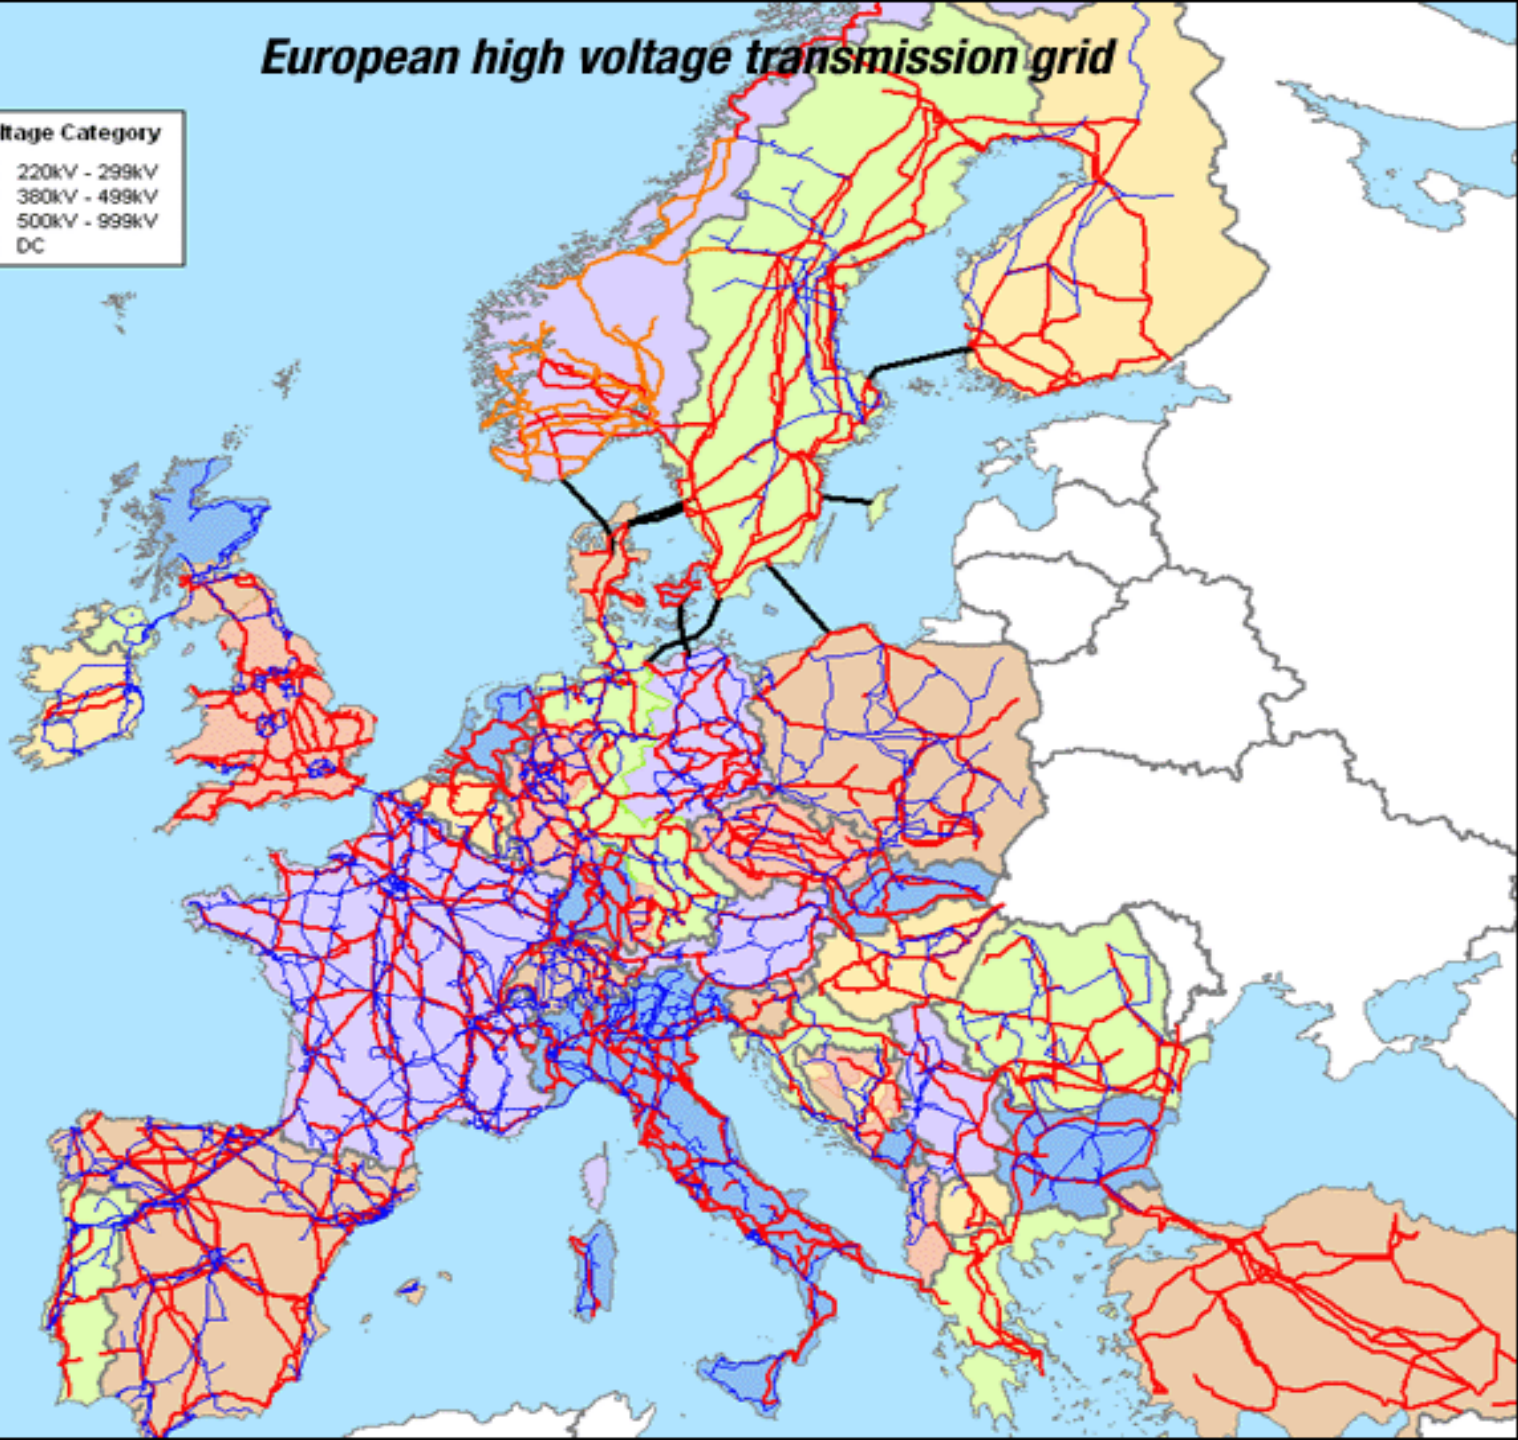 European high voltage transmission grid
ltage Category
220kV - 299kV
380kV - 499kV
500kV - 999kV
DC